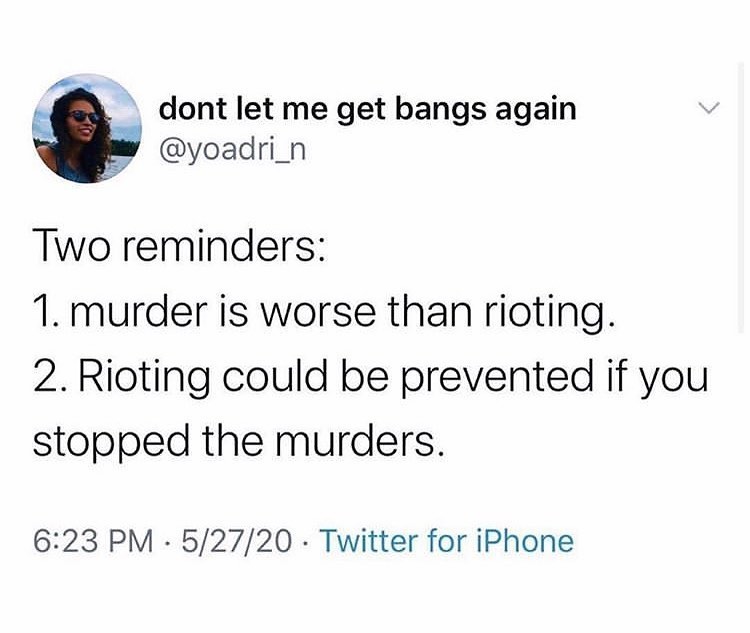 dont let me get bangs again
@yoadri_n
Two reminders:
1. murder is worse than rioting.
2. Rioting could be prevented if you
stopped the murders.
6:23 PM · 5/27/20 · Twitter for iPhone